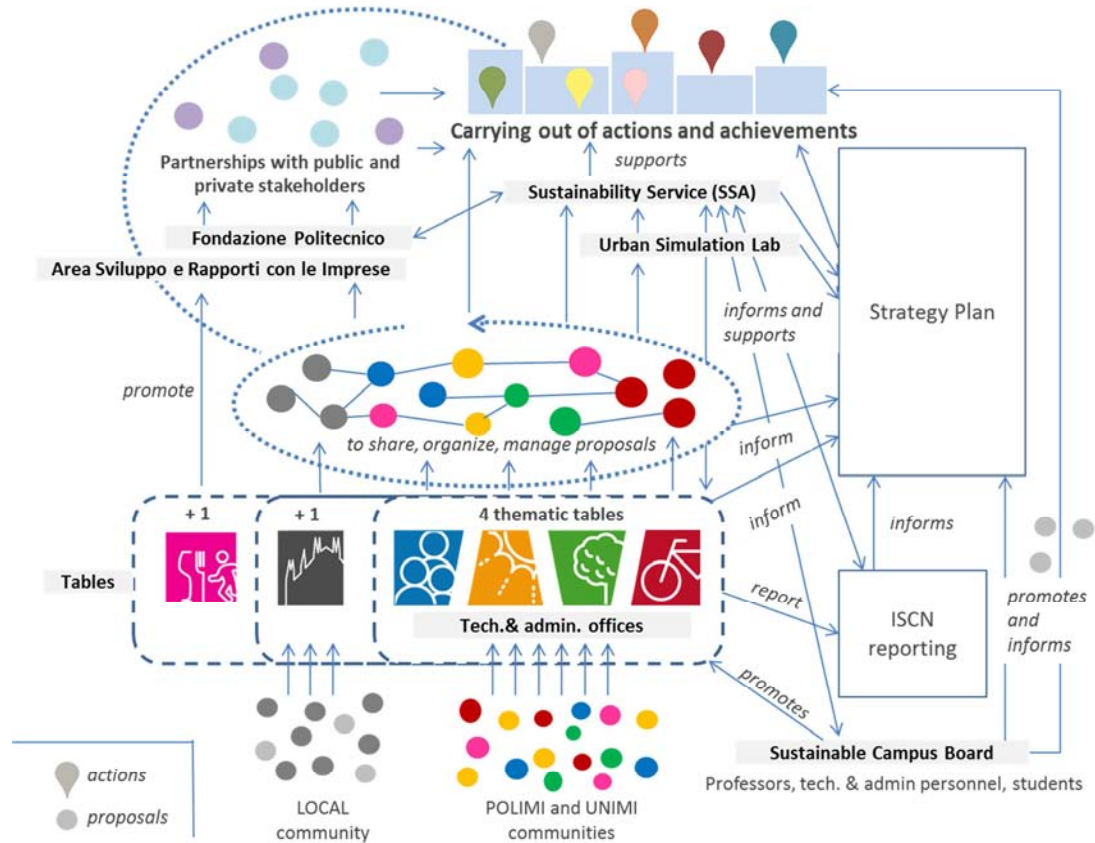 Carrying out of actions and achievements
Partnerships with public and
private stakeholders
supports
Sustainability Service (SSA)
Fondazione Politecnico
Urban Simulation Lab
Area Sviluppo e Rapporti con le Imprese
Strategy Plan
informs and
supports
promote
to share, organize, manage proposals
inform
inform
+ 1
+ 1
4 thematic tables
informs
Tables
Tech.& admin. offices
report
ISCN
reporting
promotes
and
informs
promotes
Sustainable Campus Board
Professors, tech. & admin personnel, students
actions
proposals
LOCAL
community
POLIMI and UNIMI
communities